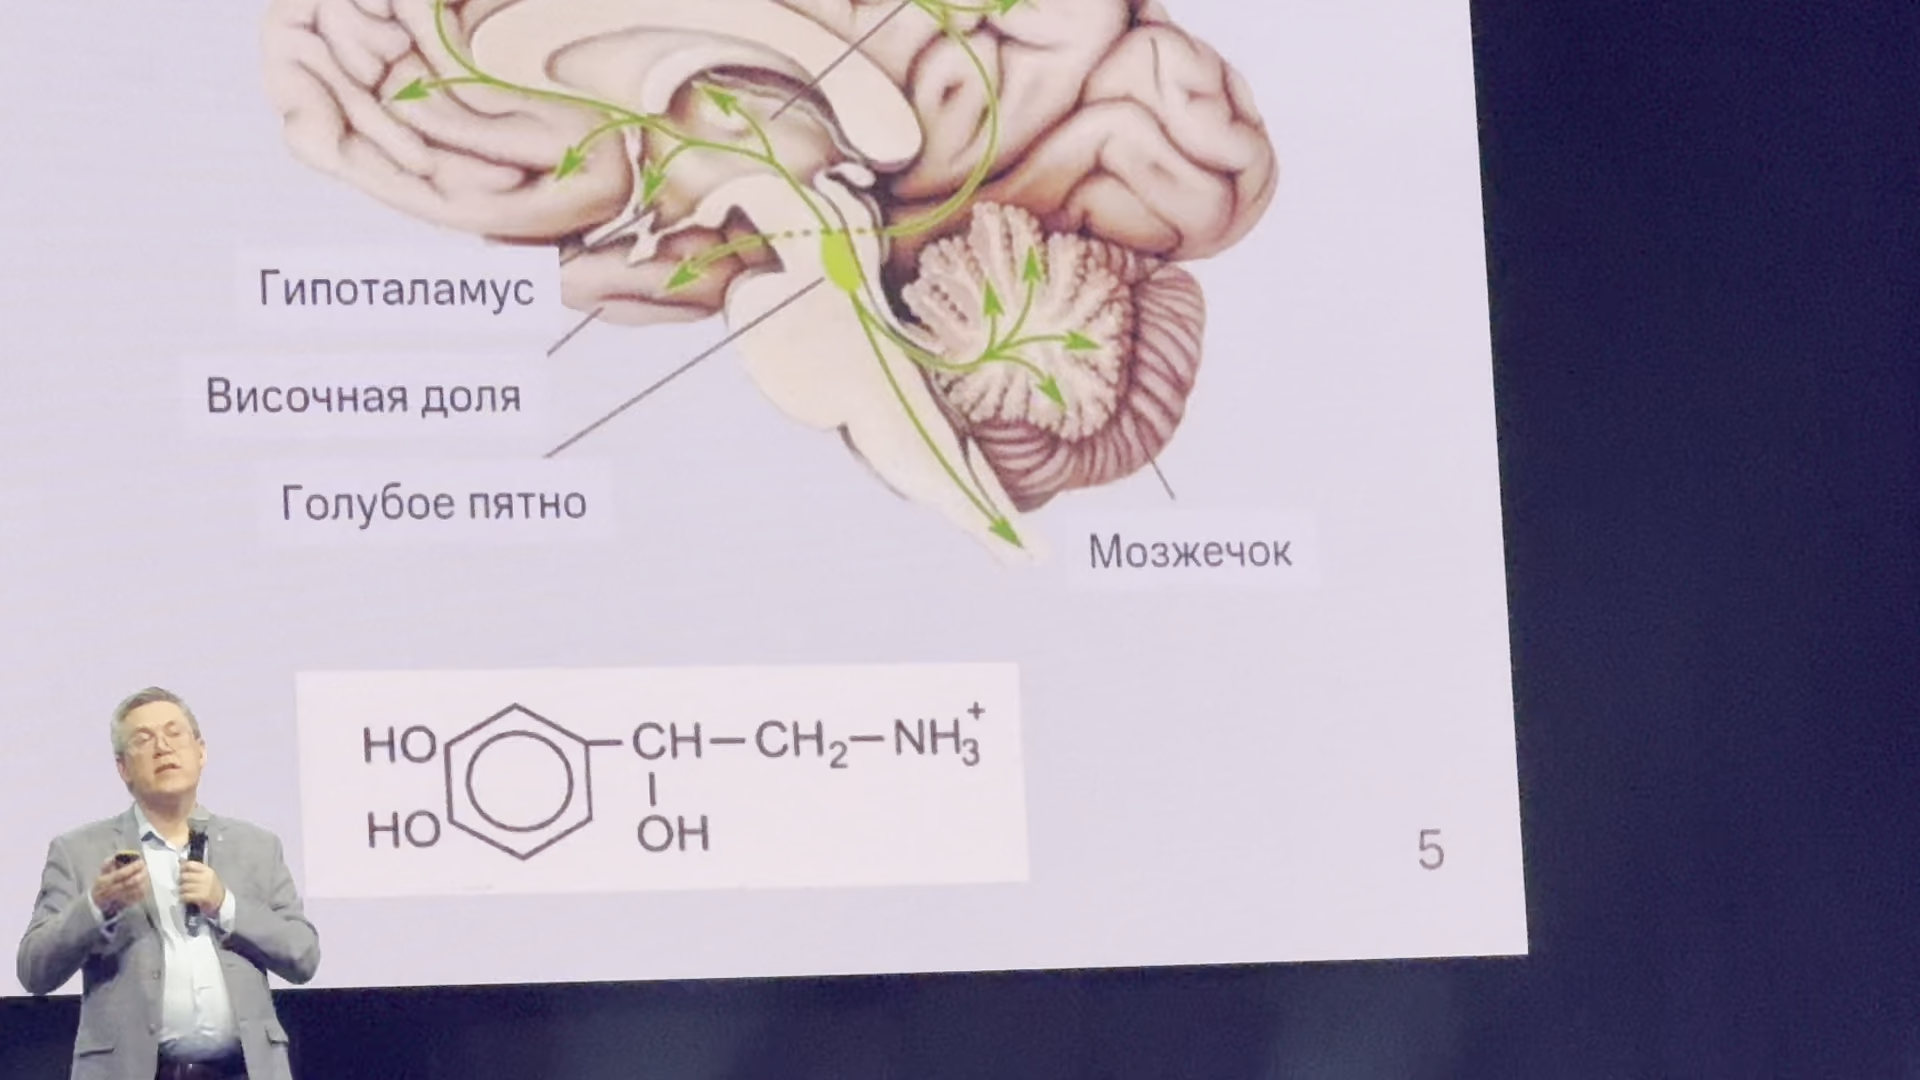 Гипоталамус
Височная доля
Голубое пятно
Мозжечок
HO CH–CH₂–NH₃⁺
HO OH
5